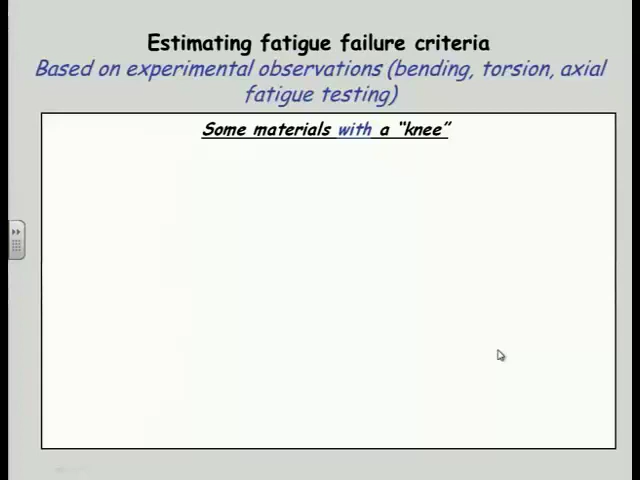 Estimating fatigue failure criteria
Based on experimental observations (bending, torsion, axial
fatigue testing)
Some materials with a "knee"